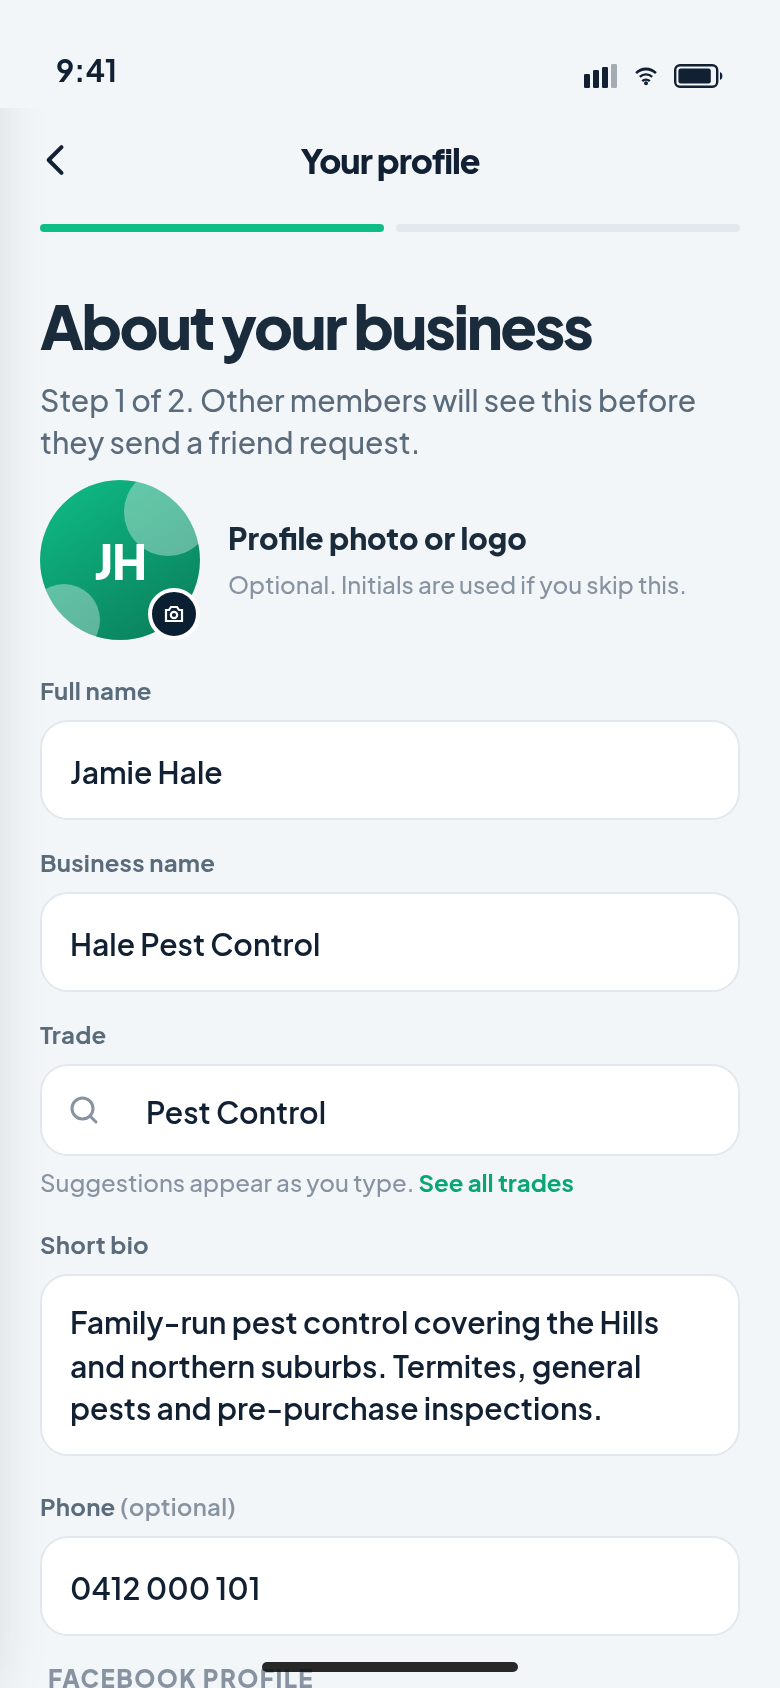 9:41
Your profile
About your business
Step 1 of 2. Other members will see this before
they send a friend request.
JH
Profile photo or logo
Optional. Initials are used if you skip this.
Full name
Jamie Hale
Business name
Hale Pest Control
Trade
Pest Control
Suggestions appear as you type. See all trades
Short bio
Family-run pest control covering the Hills
and northern suburbs. Termites, general
pests and pre-purchase inspections.
Phone (optional)
0412 000 101
FACEBOOK PROFILE